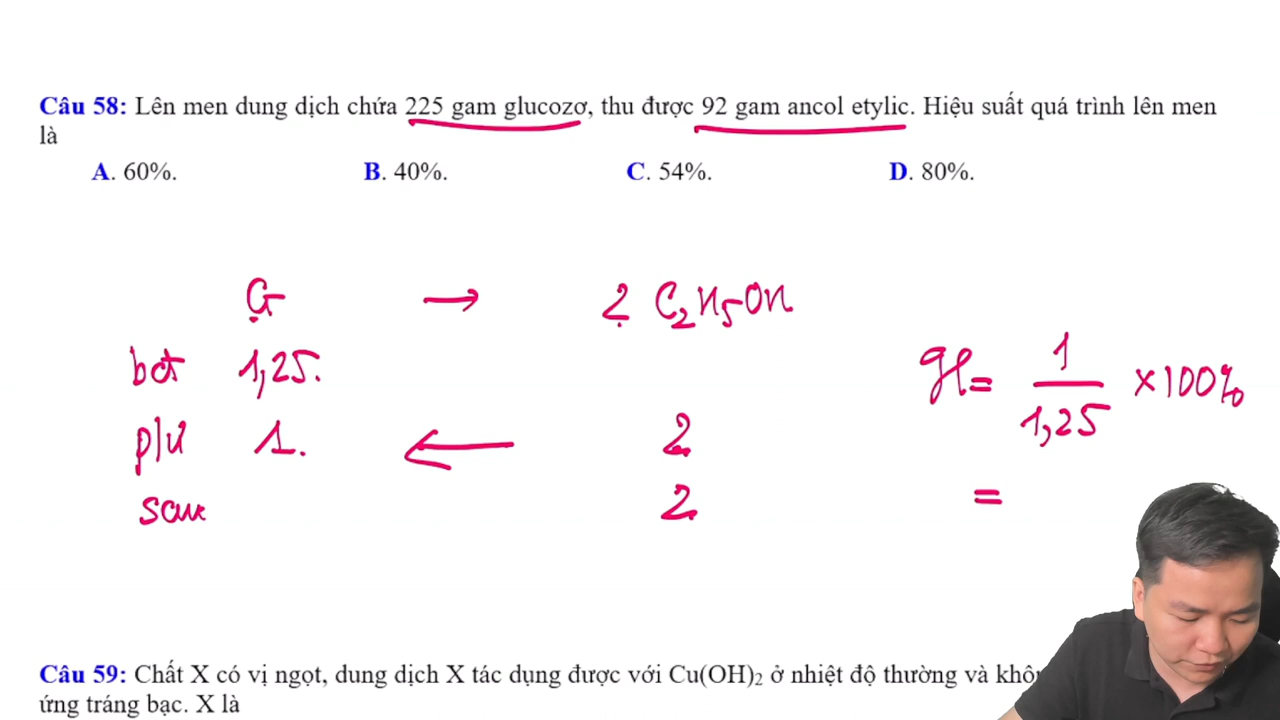 Câu 58: Lên men dung dịch chứa 225 gam glucozơ, thu được 92 gam ancol etylic. Hiệu suất quá trình lên men
là
A. 60%. B. 40%. C. 54%. D. 80%.
G → 2 C₂H₅OH
bđ 1,25.
p/ư 1. ← 2
sau 2
H = 1/1,25 ×100%
=
Câu 59: Chất X có vị ngọt, dung dịch X tác dụng được với Cu(OH)₂ ở nhiệt độ thường và
ứng tráng bạc. X là